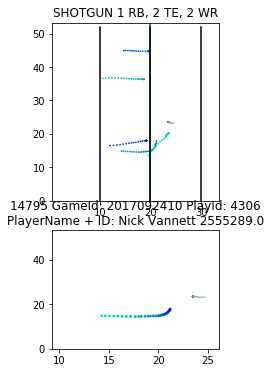 SHOTGUN 1 RB, 2 TE, 2 WR
50
40
30
20
10
0
10 20 30
14795 GameId: 2017092410 PlayId: 4306
PlayerName + ID: Nick Vannett 2555289.0
40
20
0
10 15 20 25